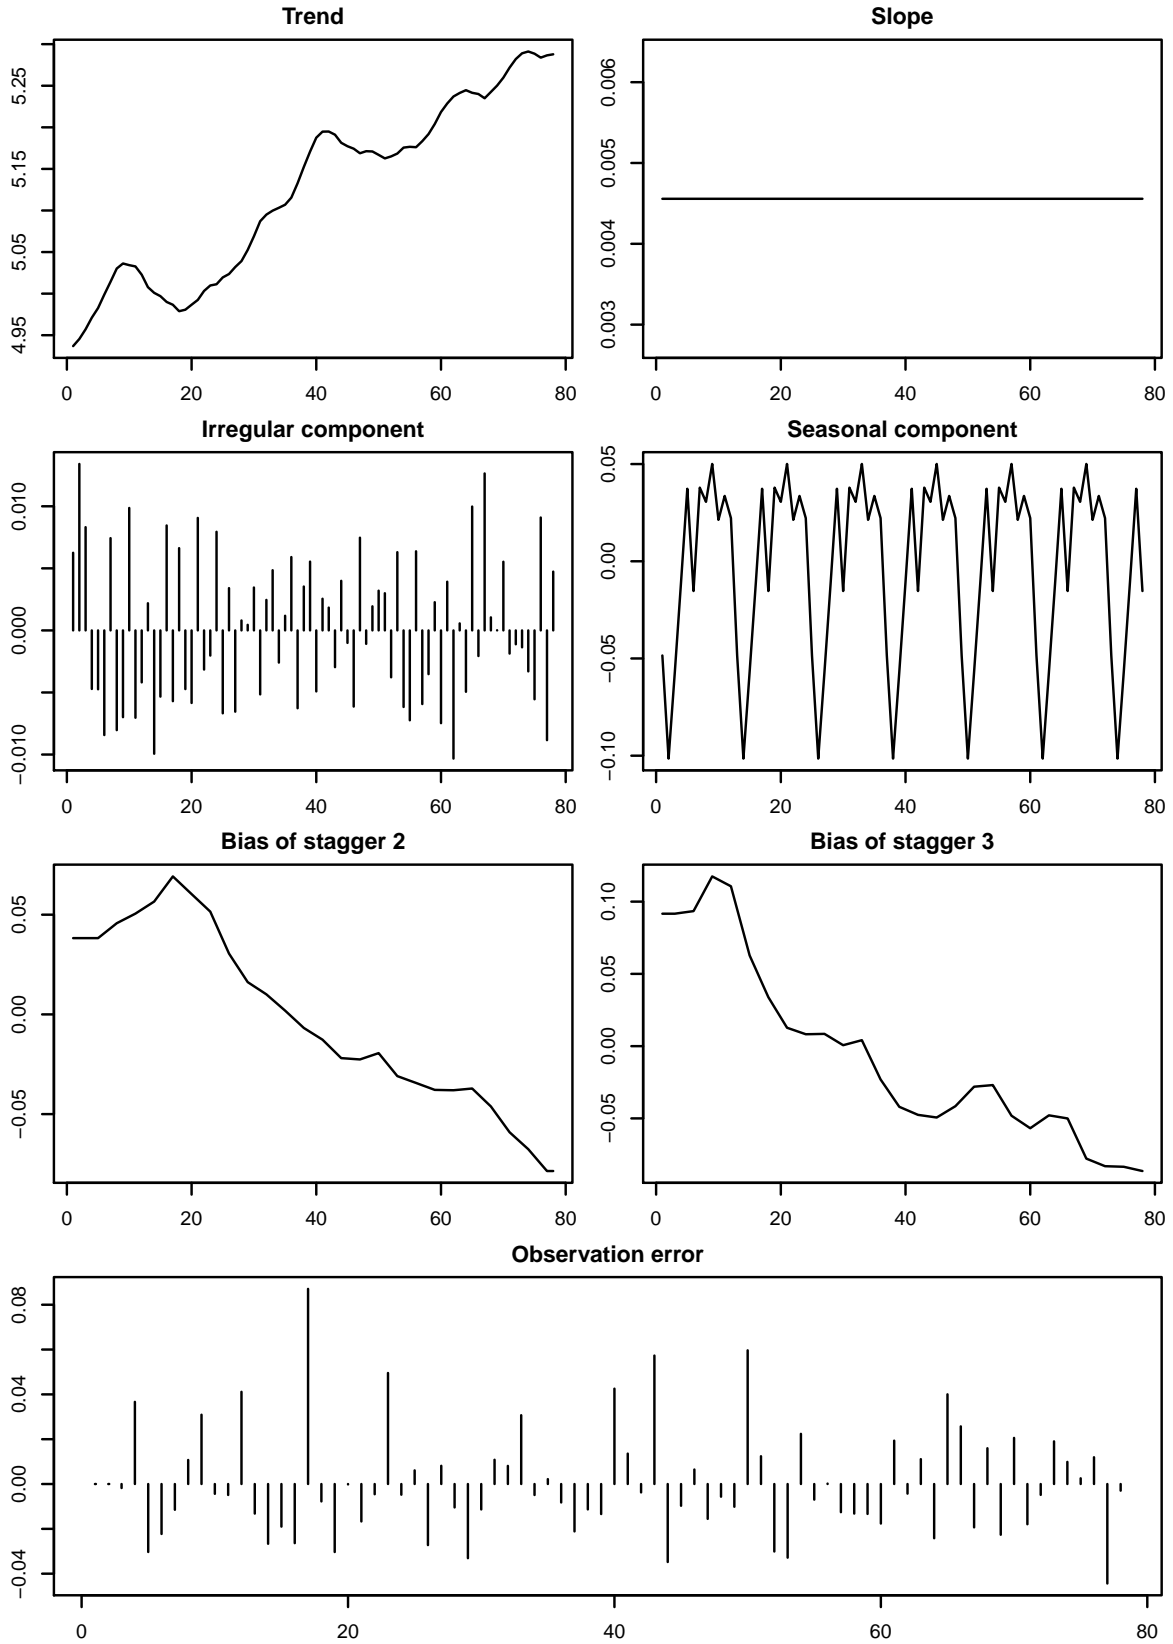 Trend
Slope
4.95 5.05 5.15 5.25
0 20 40 60 80
0.003 0.004 0.005 0.006
0 20 40 60 80
Irregular component
Seasonal component
−0.010 0.000 0.010
0 20 40 60 80
−0.10 −0.05 0.00 0.05
0 20 40 60 80
Bias of stagger 2
Bias of stagger 3
−0.05 0.00 0.05
0 20 40 60 80
−0.05 0.00 0.05 0.10
0 20 40 60 80
Observation error
−0.04 0.00 0.04 0.08
0 20 40 60 80